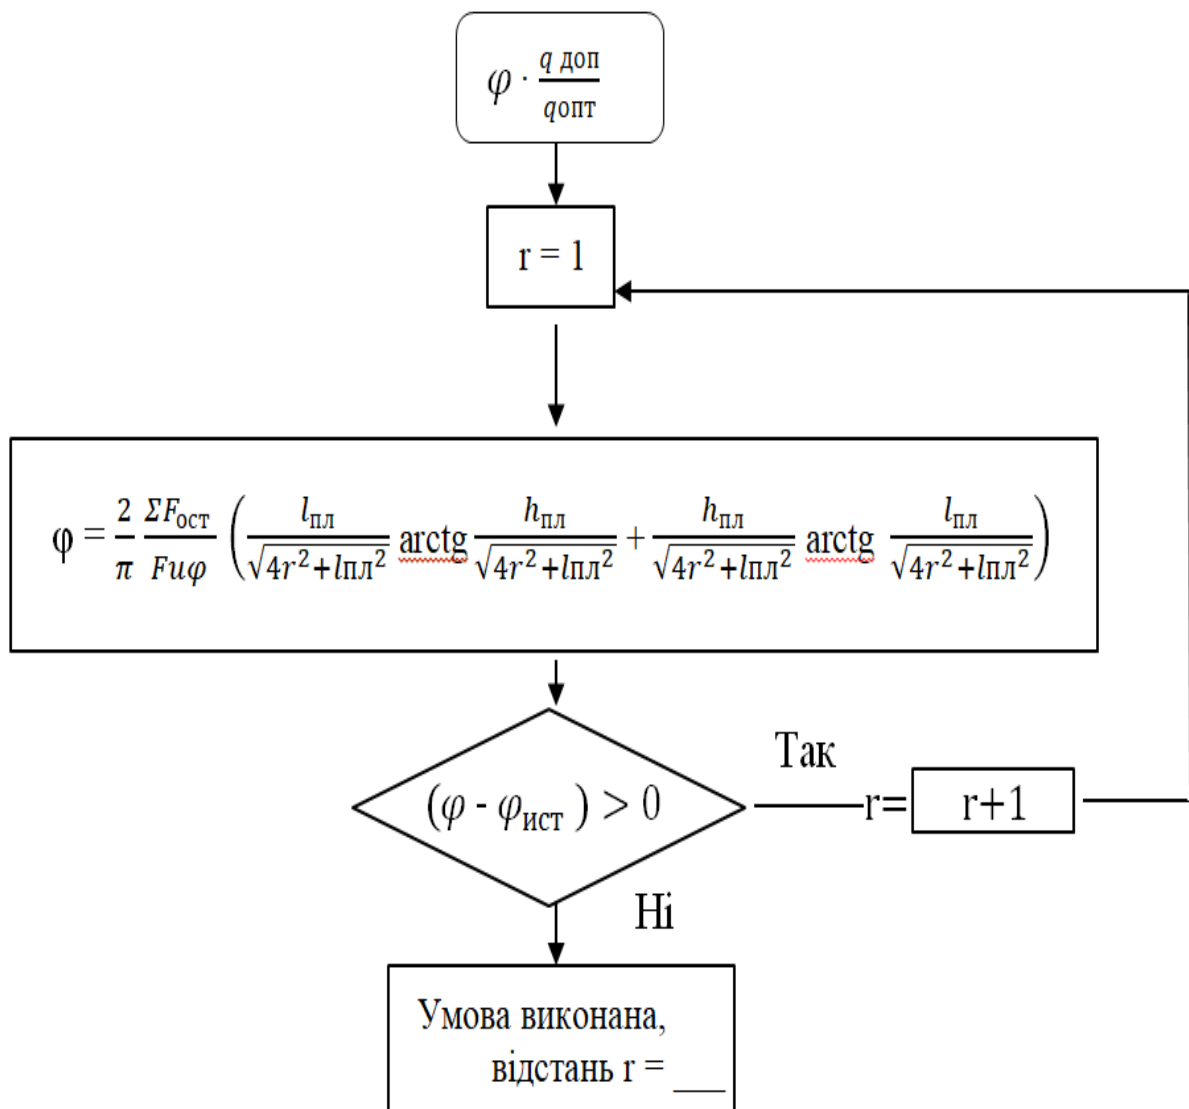 φ · q доп / qопт
r = 1
φ = 2/π ΣFост/Fuφ (lпл/√(4r²+lпл²) arctg hпл/√(4r²+lпл²) + hпл/√(4r²+lпл²) arctg lпл/√(4r²+lпл²))
Так
(φ - φист ) > 0
r= r+1
Ні
Умова виконана,
відстань r = ___